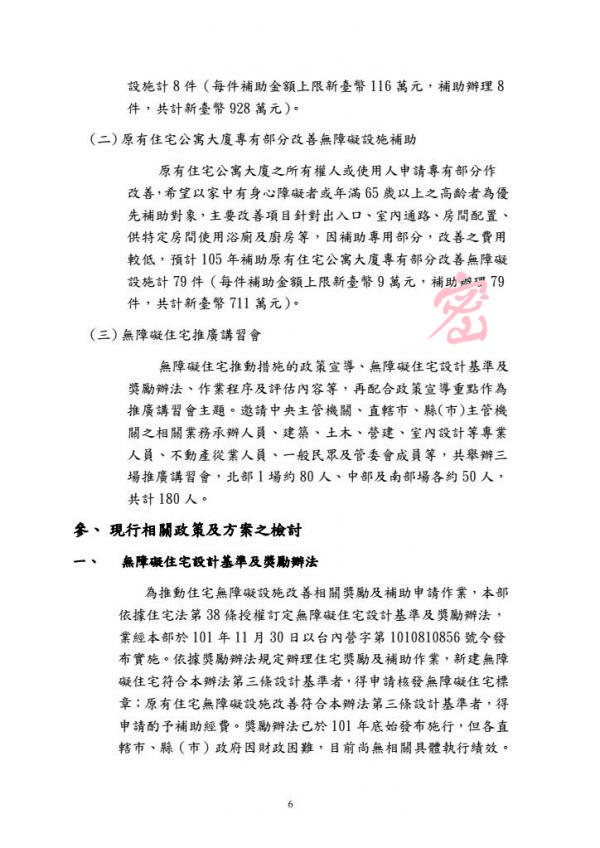 設施計 8 件（每件補助金額上限新臺幣 116 萬元，補助辦理 8
件，共計新臺幣 928 萬元）。
（二）原有住宅公寓大廈專有部分改善無障礙設施補助
原有住宅公寓大廈之所有權人或使用人申請專有部分作
改善，希望以家中有身心障礙者或年滿 65 歲以上之高齡者為優
先補助對象，主要改善項目針對出入口、室內通路、房間配置、
供特定房間使用浴廁及廚房等，因補助專用部分，改善之費用
較低，預計 105 年補助原有住宅公寓大廈專有部分改善無障礙
設施計 79 件（每件補助金額上限新臺幣 9 萬元，補助辦理 79
件，共計新臺幣 711 萬元）。
密
（三）無障礙住宅推廣講習會
無障礙住宅推動措施的政策宣導、無障礙住宅設計基準及
獎勵辦法、作業程序及評估內容等，再配合政策宣導重點作為
推廣講習會主題。邀請中央主管機關、直轄市、縣(市)主管機
關之相關業務承辦人員、建築、土木、營建、室內設計等專業
人員、不動產從業人員、一般民眾及管委會成員等，共舉辦三
場推廣講習會，北部 1 場約 80 人、中部及南部場各約 50 人，
共計 180 人。
參、 現行相關政策及方案之檢討
一、 無障礙住宅設計基準及獎勵辦法
為推動住宅無障礙設施改善相關獎勵及補助申請作業，本部
依據住宅法第 38 條授權訂定無障礙住宅設計基準及獎勵辦法，
業經本部於 101 年 11 月 30 日以台內營字第 1010810856 號令發
布實施。依據獎勵辦法規定辦理住宅獎勵及補助作業，新建無障
礙住宅符合本辦法第三條設計基準者，得申請核發無障礙住宅標
章；原有住宅無障礙設施改善符合本辦法第三條設計基準者，得
申請酌予補助經費。獎勵辦法已於 101 年底始發布施行，但各直
轄市、縣（市）政府因財政困難，目前尚無相關具體執行績效。
6